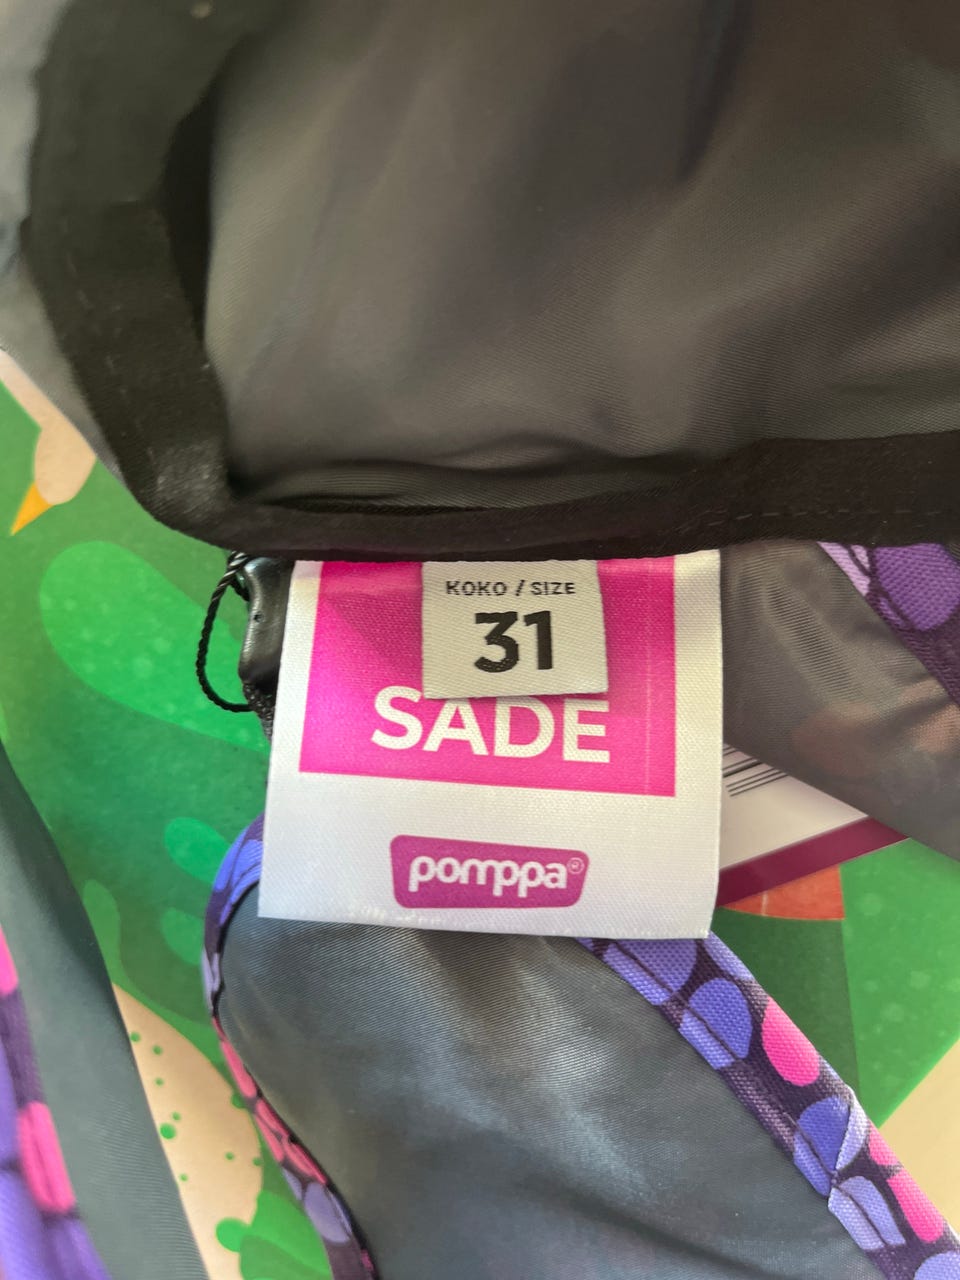 KOKO / SIZE
31
SADE
pomppa®